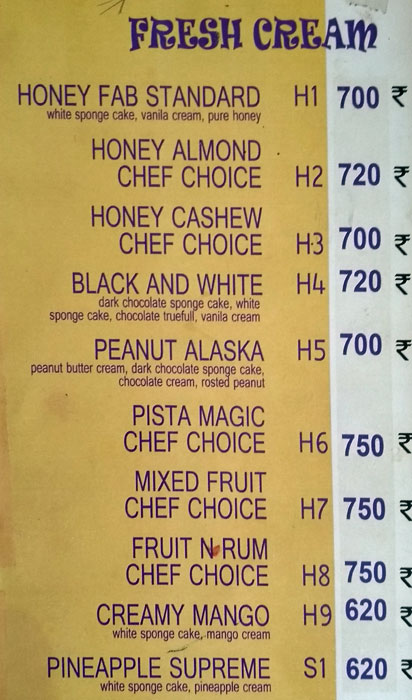 FRESH CREAM
HONEY FAB STANDARD H1 700 ₹
white sponge cake, vanila cream, pure honey
HONEY ALMOND
CHEF CHOICE H2 720 ₹
HONEY CASHEW
CHEF CHOICE H3 700 ₹
BLACK AND WHITE H4 720 ₹
dark chocolate sponge cake, white
sponge cake, chocolate truefull, vanila cream
PEANUT ALASKA H5 700 ₹
peanut butter cream, dark chocolate sponge cake,
chocolate cream, rosted peanut
PISTA MAGIC
CHEF CHOICE H6 750 ₹
MIXED FRUIT
CHEF CHOICE H7 750 ₹
FRUIT N RUM
CHEF CHOICE H8 750 ₹
CREAMY MANGO H9 620 ₹
white sponge cake, mango cream
PINEAPPLE SUPREME S1 620 ₹
white sponge cake, pineapple cream